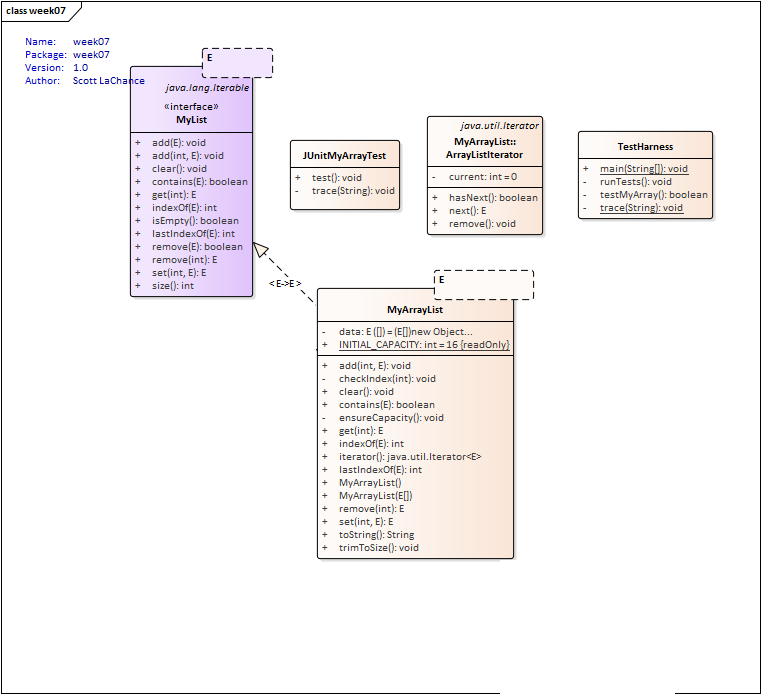 class week07
Name: week07
Package: week07
Version: 1.0
Author: Scott LaChance
E
java.lang.Iterable
«interface»
MyList
+ add(E): void
+ add(int, E): void
+ clear(): void
+ contains(E): boolean
+ get(int): E
+ indexOf(E): int
+ isEmpty(): boolean
+ lastIndexOf(E): int
+ remove(E): boolean
+ remove(int): E
+ set(int, E): E
+ size(): int
JUnitMyArrayTest
+ test(): void
- trace(String): void
java.util.Iterator
MyArrayList::
ArrayListIterator
- current: int = 0
+ hasNext(): boolean
+ next(): E
+ remove(): void
TestHarness
+ main(String[]): void
- runTests(): void
- testMyArray(): boolean
- trace(String): void
< E->E >
E
MyArrayList
- data: E ([]) = (E[])new Object...
+ INITIAL_CAPACITY: int = 16 {readOnly}
+ add(int, E): void
- checkIndex(int): void
+ clear(): void
+ contains(E): boolean
- ensureCapacity(): void
+ get(int): E
+ indexOf(E): int
+ iterator(): java.util.Iterator<E>
+ lastIndexOf(E): int
+ MyArrayList()
+ MyArrayList(E[])
+ remove(int): E
+ set(int, E): E
+ toString(): String
+ trimToSize(): void